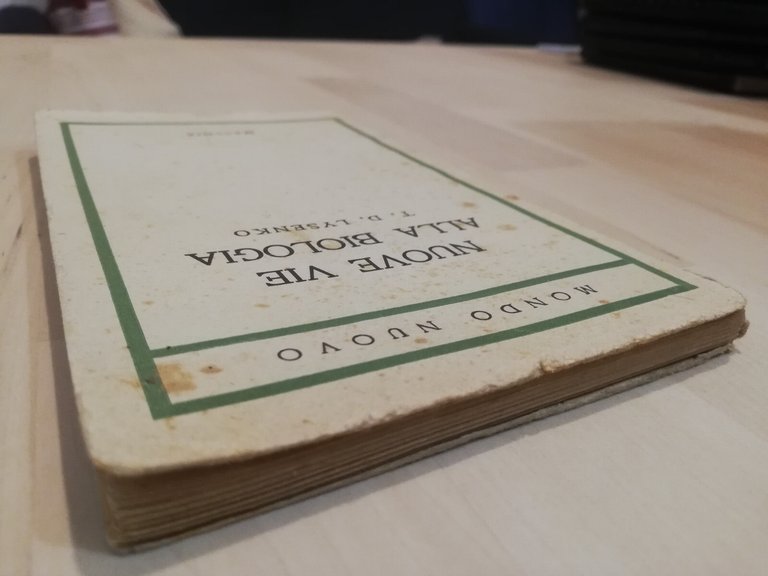 MONDO NUOVO
NUOVE VIE
ALLA BIOLOGIA
T. D. LYSENKO